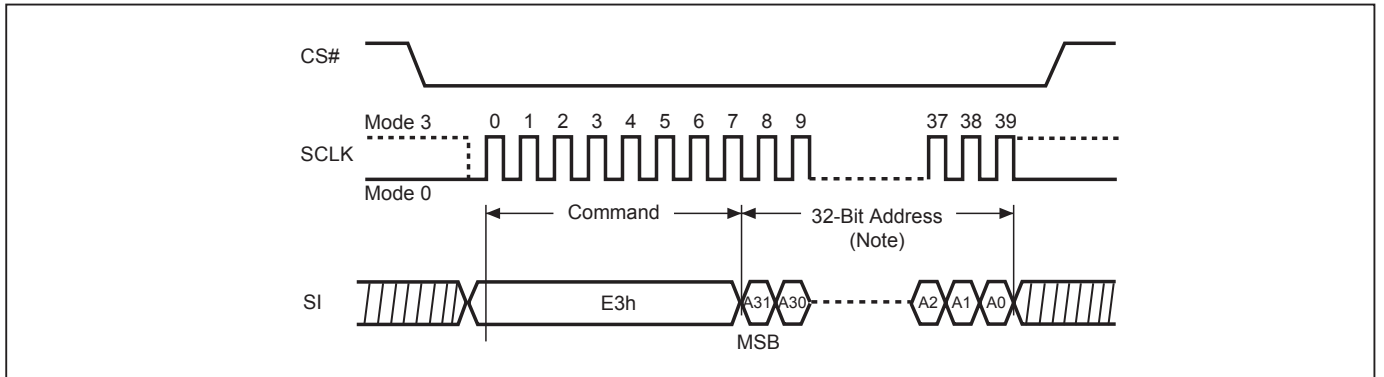 CS#
Mode 3
0 1 2 3 4 5 6 7 8 9 37 38 39
SCLK
Mode 0
Command
32-Bit Address
(Note)
SI
E3h
A31 A30 A2 A1 A0
MSB